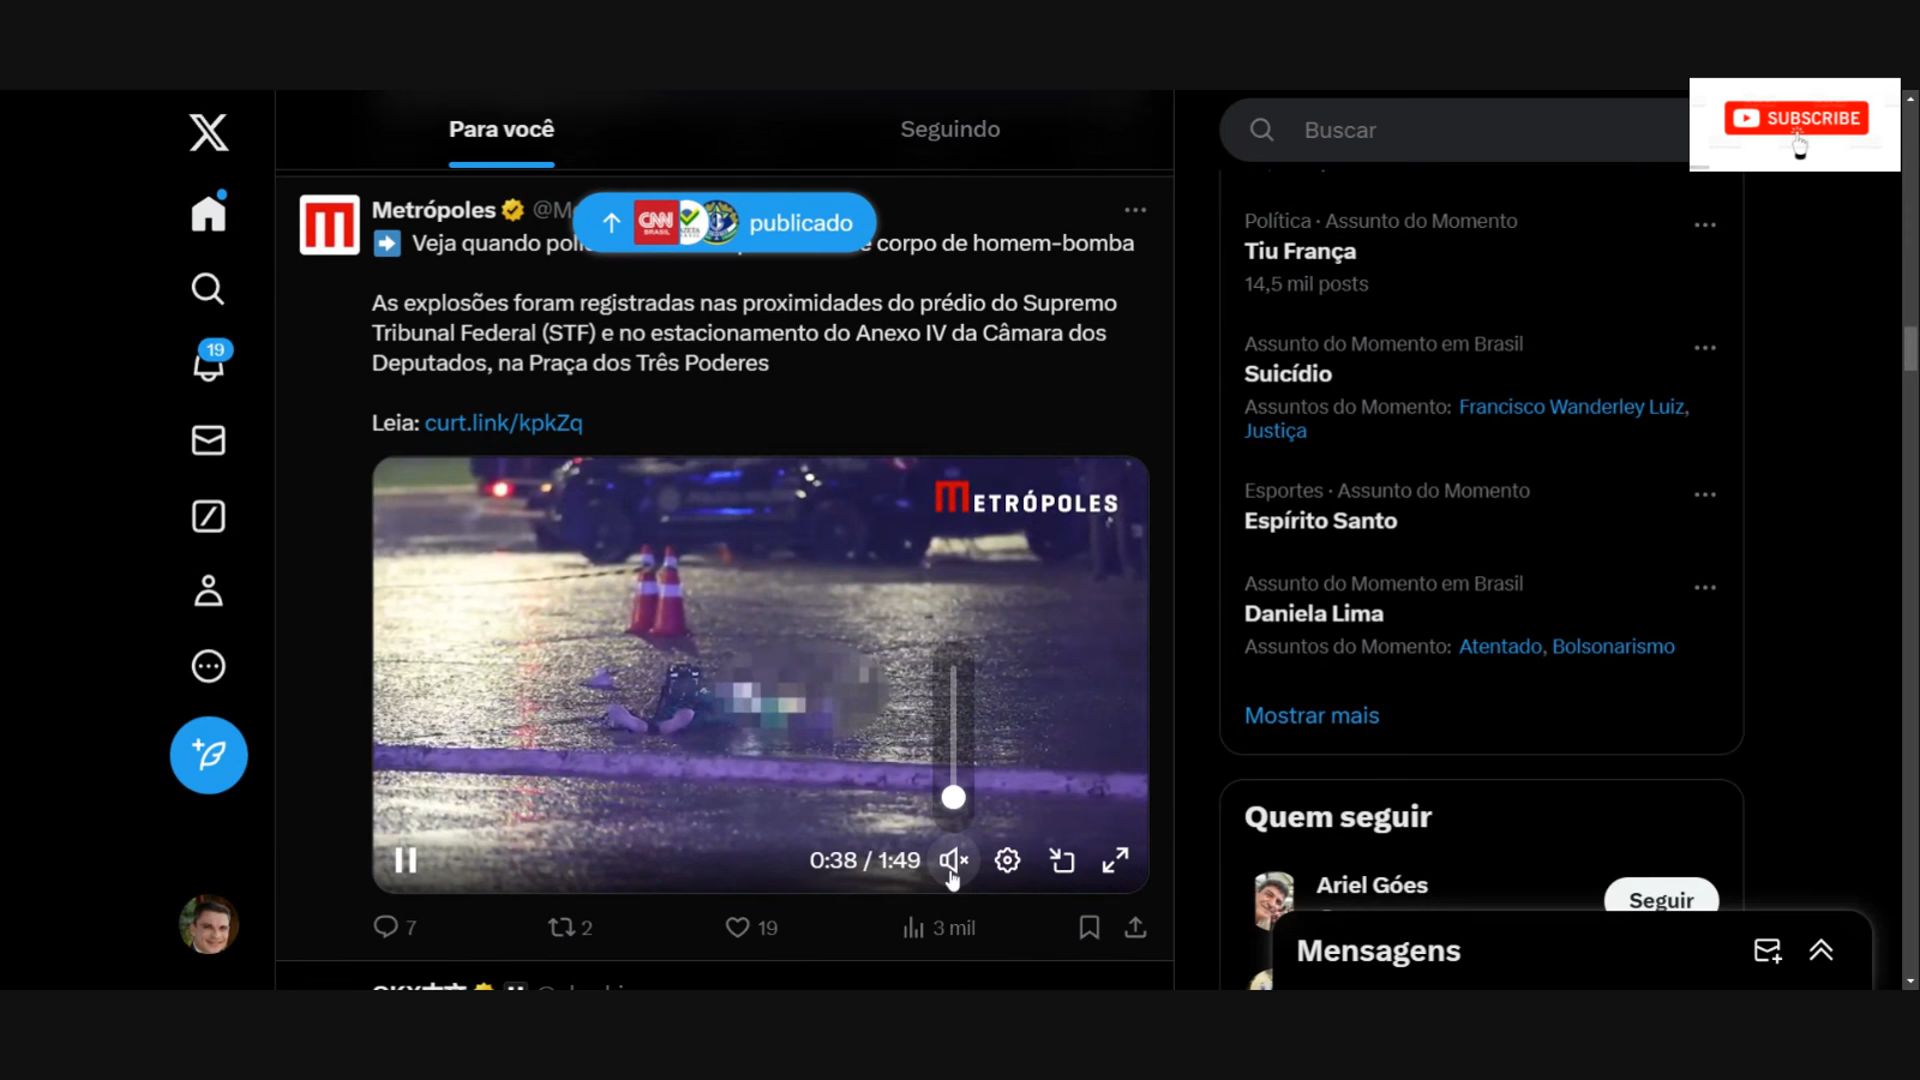 Para você
Seguindo
Buscar
SUBSCRIBE
Metrópoles
publicado
CNN
BRASIL
Veja quando
corpo de homem-bomba
As explosões foram registradas nas proximidades do prédio do Supremo
Tribunal Federal (STF) e no estacionamento do Anexo IV da Câmara dos
Deputados, na Praça dos Três Poderes
Leia: curt.link/kpkZq
METRÓPOLES
0:38 / 1:49
7
2
19
3 mil
19
Política · Assunto do Momento
Tiu França
14,5 mil posts
Assunto do Momento em Brasil
Suicídio
Assuntos do Momento: Francisco Wanderley Luiz,
Justiça
Esportes · Assunto do Momento
Espírito Santo
Assunto do Momento em Brasil
Daniela Lima
Assuntos do Momento: Atentado, Bolsonarismo
Mostrar mais
Quem seguir
Ariel Góes
Seguir
Mensagens